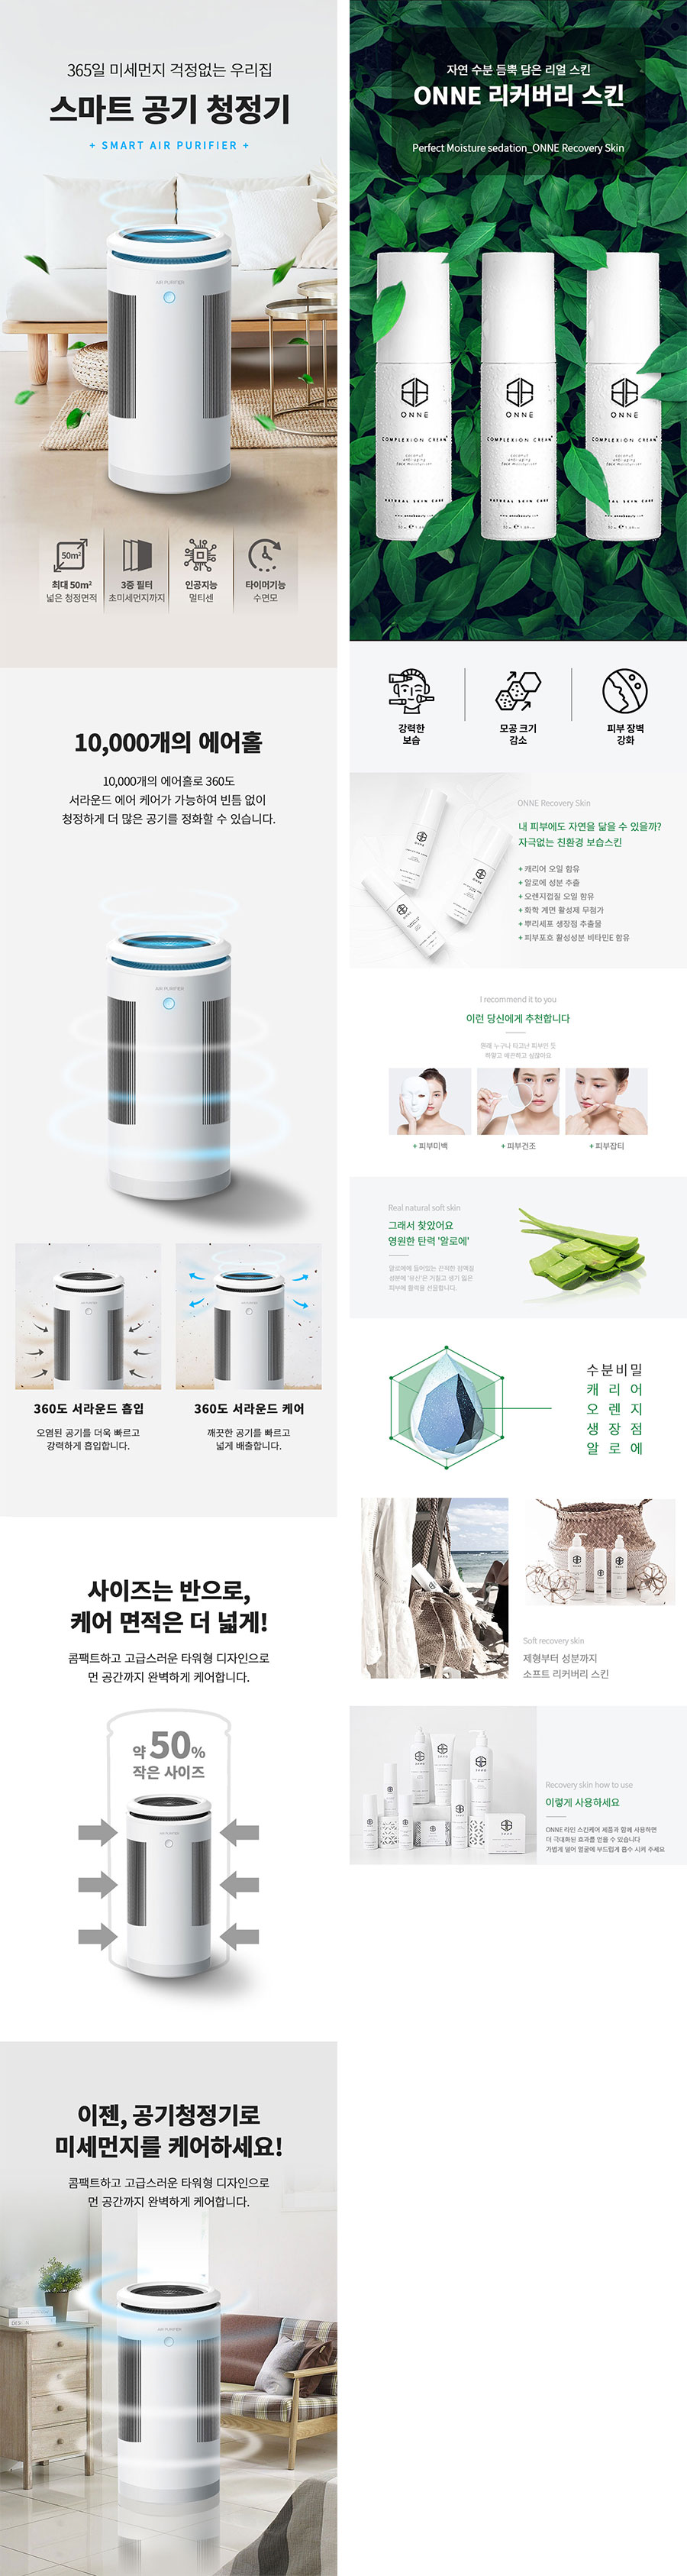 365일 미세먼지 걱정없는 우리집
스마트 공기 청정기
+ SMART AIR PURIFIER +
AIR PURIFIER
50m²
최대 50m²
넓은 청정면적
3중 필터
초미세먼지까지
인공지능
멀티센
타이머기능
수면모
10,000개의 에어홀
10,000개의 에어홀로 360도
서라운드 에어 케어가 가능하여 빈틈 없이
청정하게 더 많은 공기를 정화할 수 있습니다.
AIR PURIFIER
360도 서라운드 흡입
오염된 공기를 더욱 빠르고
강력하게 흡입합니다.
360도 서라운드 케어
깨끗한 공기를 빠르고
넓게 배출합니다.
사이즈는 반으로,
케어 면적은 더 넓게!
콤팩트하고 고급스러운 타워형 디자인으로
먼 공간까지 완벽하게 케어합니다.
약 50%
작은 사이즈
AIR PURIFIER
이젠, 공기청정기로
미세먼지를 케어하세요!
콤팩트하고 고급스러운 타워형 디자인으로
먼 공간까지 완벽하게 케어합니다.
AIR PURIFIER
자연 수분 듬뿍 담은 리얼 스킨
ONNE 리커버리 스킨
Perfect Moisture sedation_ONNE Recovery Skin
ONNE
COMPLEXION CREAM
coconut
anti-aging
face moisturiser
NATURAL SKIN CARE
ONNE
COMPLEXION CREAM
coconut
anti-aging
face moisturiser
NATURAL SKIN CARE
ONNE
COMPLEXION CREAM
강력한
보습
모공 크기
감소
피부 장벽
강화
ONNE Recovery Skin
내 피부에도 자연을 닮을 수 있을까?
자극없는 친환경 보습스킨
+ 캐리어 오일 함유
+ 알로에 성분 추출
+ 오렌지껍질 오일 함유
+ 화학 계면 활성제 무첨가
+ 뿌리세포 생장점 추출물
+ 피부포호 활성성분 비타민E 함유
I recommend it to you
이런 당신에게 추천합니다
원래 누구나 타고난 피부인 듯
하얗고 매끈하고 싶잖아요
+ 피부미백
+ 피부건조
+ 피부잡티
Real natural soft skin
그래서 찾았어요
영원한 탄력 '알로에'
수분비밀
캐리어
오렌지
생장점
알로에
Soft recovery skin
제형부터 성분까지
소프트 리커버리 스킨
Recovery skin how to use
이렇게 사용하세요
ONNE 라인 스킨케어 제품과 함께 사용하면
더 극대화된 효과를 얻을 수 있습니다
가볍게 덜어 얼굴에 부드럽게 흡수 시켜 주세요